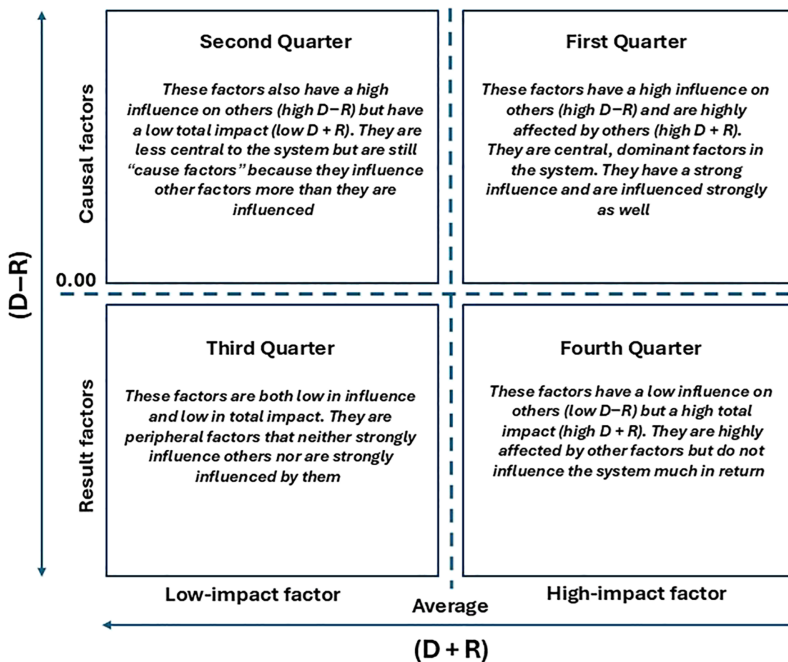 Second Quarter
These factors also have a high
influence on others (high D−R) but have
a low total impact (low D + R). They are
less central to the system but are still
“cause factors” because they influence
other factors more than they are
influenced
First Quarter
These factors have a high influence on
others (high D−R) and are highly
affected by others (high D + R).
They are central, dominant factors in
the system. They have a strong
influence and are influenced strongly
as well
Causal factors
(D−R)
0.00
Third Quarter
These factors are both low in influence
and low in total impact. They are
peripheral factors that neither strongly
influence others nor are strongly
influenced by them
Fourth Quarter
These factors have a low influence on
others (low D−R) but a high total
impact (high D + R). They are highly
affected by other factors but do not
influence the system much in return
Result factors
Low-impact factor
Average
High-impact factor
(D + R)